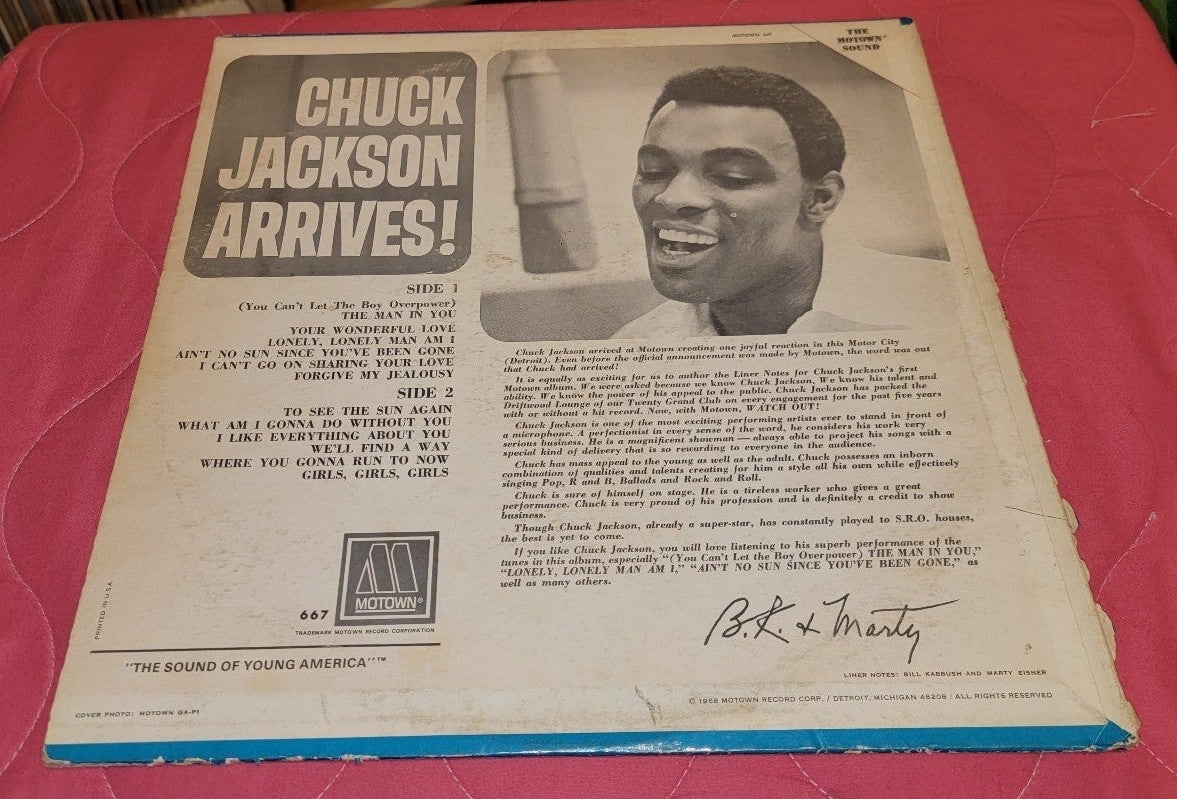 MOTOWN 667
THE
MOTOWN
SOUND
CHUCK
JACKSON
ARRIVES!
SIDE 1
(You Can't Let The Boy Overpower)
THE MAN IN YOU
YOUR WONDERFUL LOVE
LONELY, LONELY MAN AM I
AIN'T NO SUN SINCE YOU'VE BEEN GONE
I CAN'T GO ON SHARING YOUR LOVE
FORGIVE MY JEALOUSY
SIDE 2
TO SEE THE SUN AGAIN
WHAT AM I GONNA DO WITHOUT YOU
I LIKE EVERYTHING ABOUT YOU
WE'LL FIND A WAY
WHERE YOU GONNA RUN TO NOW
GIRLS, GIRLS, GIRLS
Chuck Jackson arrived at Motown creating one joyful reaction in this Motor City
(Detroit). Even before the official announcement was made by Motown, the word was out
that Chuck had arrived!
It is equally as exciting for us to author the Liner Notes for Chuck Jackson's first
Motown album. We were asked because we know Chuck Jackson. We know his talent and
ability. We know the power of his appeal to the public. Chuck Jackson has packed the
Driftwood Lounge of our Twenty Grand Club on every engagement for the past five years
with or without a hit record. Now, with Motown, WATCH OUT!
Chuck Jackson is one of the most exciting performing artists ever to stand in front of
a microphone. A perfectionist in every sense of the word, he considers his work very
serious business. He is a magnificent showman — always able to project his songs with a
special kind of delivery that is so rewarding to everyone in the audience.
Chuck has mass appeal to the young as well as the adult. Chuck possesses an inborn
combination of qualities and talents creating for him a style all his own while effectively
singing Pop, R and B, Ballads and Rock and Roll.
Chuck is sure of himself on stage. He is a tireless worker who gives a great
performance. Chuck is very proud of his profession and is definitely a credit to show
business.
Though Chuck Jackson, already a super-star, has constantly played to S.R.O. houses,
the best is yet to come.
If you like Chuck Jackson, you will love listening to his superb performance of the
tunes in this album, especially "(You Can't Let the Boy Overpower) THE MAN IN YOU,"
"LONELY, LONELY MAN AM I," "AIN'T NO SUN SINCE YOU'VE BEEN GONE," as
well as many others.
B.K. & Marty
LINER NOTES: BILL KABBUSH AND MARTY EISNER
© 1968 MOTOWN RECORD CORP. / DETROIT, MICHIGAN 48208 / ALL RIGHTS RESERVED
PRINTED IN U.S.A.
667
MOTOWN®
TRADEMARK MOTOWN RECORD CORPORATION
"THE SOUND OF YOUNG AMERICA"™
COVER PHOTO: MOTOWN GA-P1